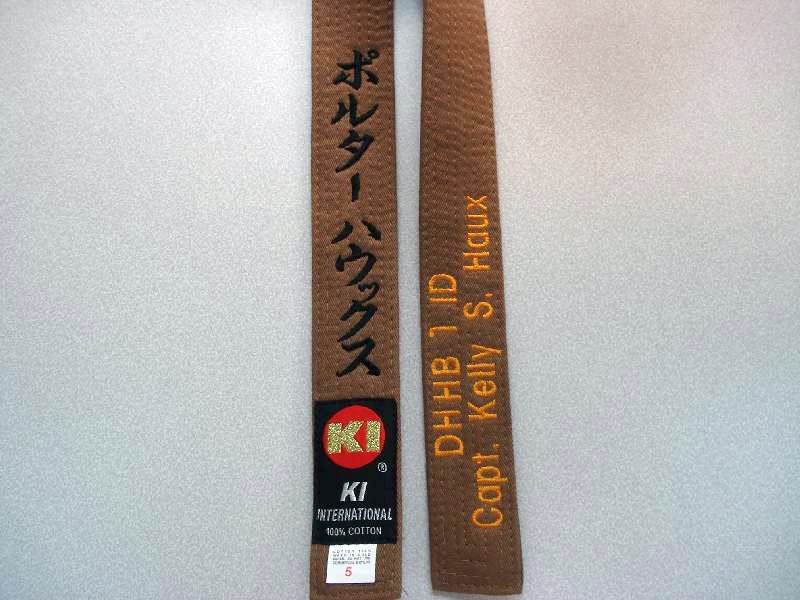 ポルター ハウックス
KI
®
KI
INTERNATIONAL
100% COTTON
5
DHHB 1 ID
Capt. Kelly S. Haux